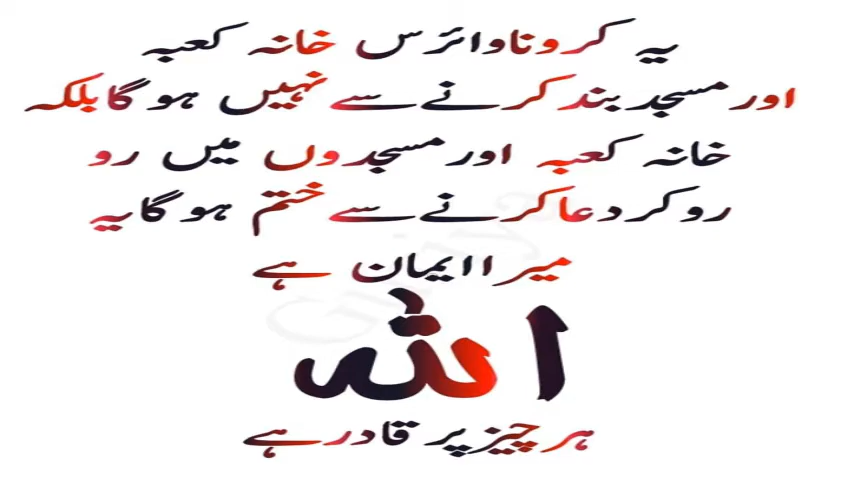 یہ کروناوائرس خانہ کعبہ
اور مسجد بند کرنے سے نہیں ہو گا بلکہ
خانہ کعبہ اور مسجدوں میں رو
رو کر دعا کرنے سے ختم ہو گا یہ
میرا ایمان ہے
اللہ
ہر چیز پر قادر ہے